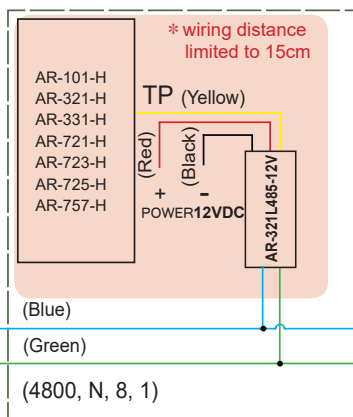 * wiring distance
limited to 15cm
AR-101-H
AR-321-H
AR-331-H
AR-721-H
AR-723-H
AR-725-H
AR-757-H
TP (Yellow)
(Red)
(Black)
+ -
POWER12VDC
AR-321L485-12V
(Blue)
(Green)
(4800, N, 8, 1)